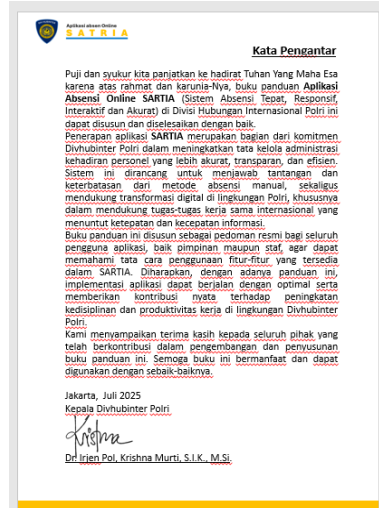 Aplikasi absen Online
S A T R I A
Kata Pengantar
Puji dan syukur kita panjatkan ke hadirat Tuhan Yang Maha Esa
karena atas rahmat dan karunia-Nya, buku panduan Aplikasi
Absensi Online SARTIA (Sistem Absensi Tepat, Responsif,
Interaktif dan Akurat) di Divisi Hubungan Internasional Polri ini
dapat disusun dan diselesaikan dengan baik.
Penerapan aplikasi SARTIA merupakan bagian dari komitmen
Divhubinter Polri dalam meningkatkan tata kelola administrasi
kehadiran personel yang lebih akurat, transparan, dan efisien.
Sistem ini dirancang untuk menjawab tantangan dan
keterbatasan dari metode absensi manual, sekaligus
mendukung transformasi digital di lingkungan Polri, khususnya
dalam mendukung tugas-tugas kerja sama internasional yang
menuntut ketepatan dan kecepatan informasi.
Buku panduan ini disusun sebagai pedoman resmi bagi seluruh
pengguna aplikasi, baik pimpinan maupun staf, agar dapat
memahami tata cara penggunaan fitur-fitur yang tersedia
dalam SARTIA. Diharapkan, dengan adanya panduan ini,
implementasi aplikasi dapat berjalan dengan optimal serta
memberikan kontribusi nyata terhadap peningkatan
kedisiplinan dan produktivitas kerja di lingkungan Divhubinter
Polri.
Kami menyampaikan terima kasih kepada seluruh pihak yang
telah berkontribusi dalam pengembangan dan penyusunan
buku panduan ini. Semoga buku ini bermanfaat dan dapat
digunakan dengan sebaik-baiknya.
Jakarta, Juli 2025
Kepala Divhubinter Polri
Krishna
Dr. Irjen Pol, Krishna Murti, S.I.K., M.Si.